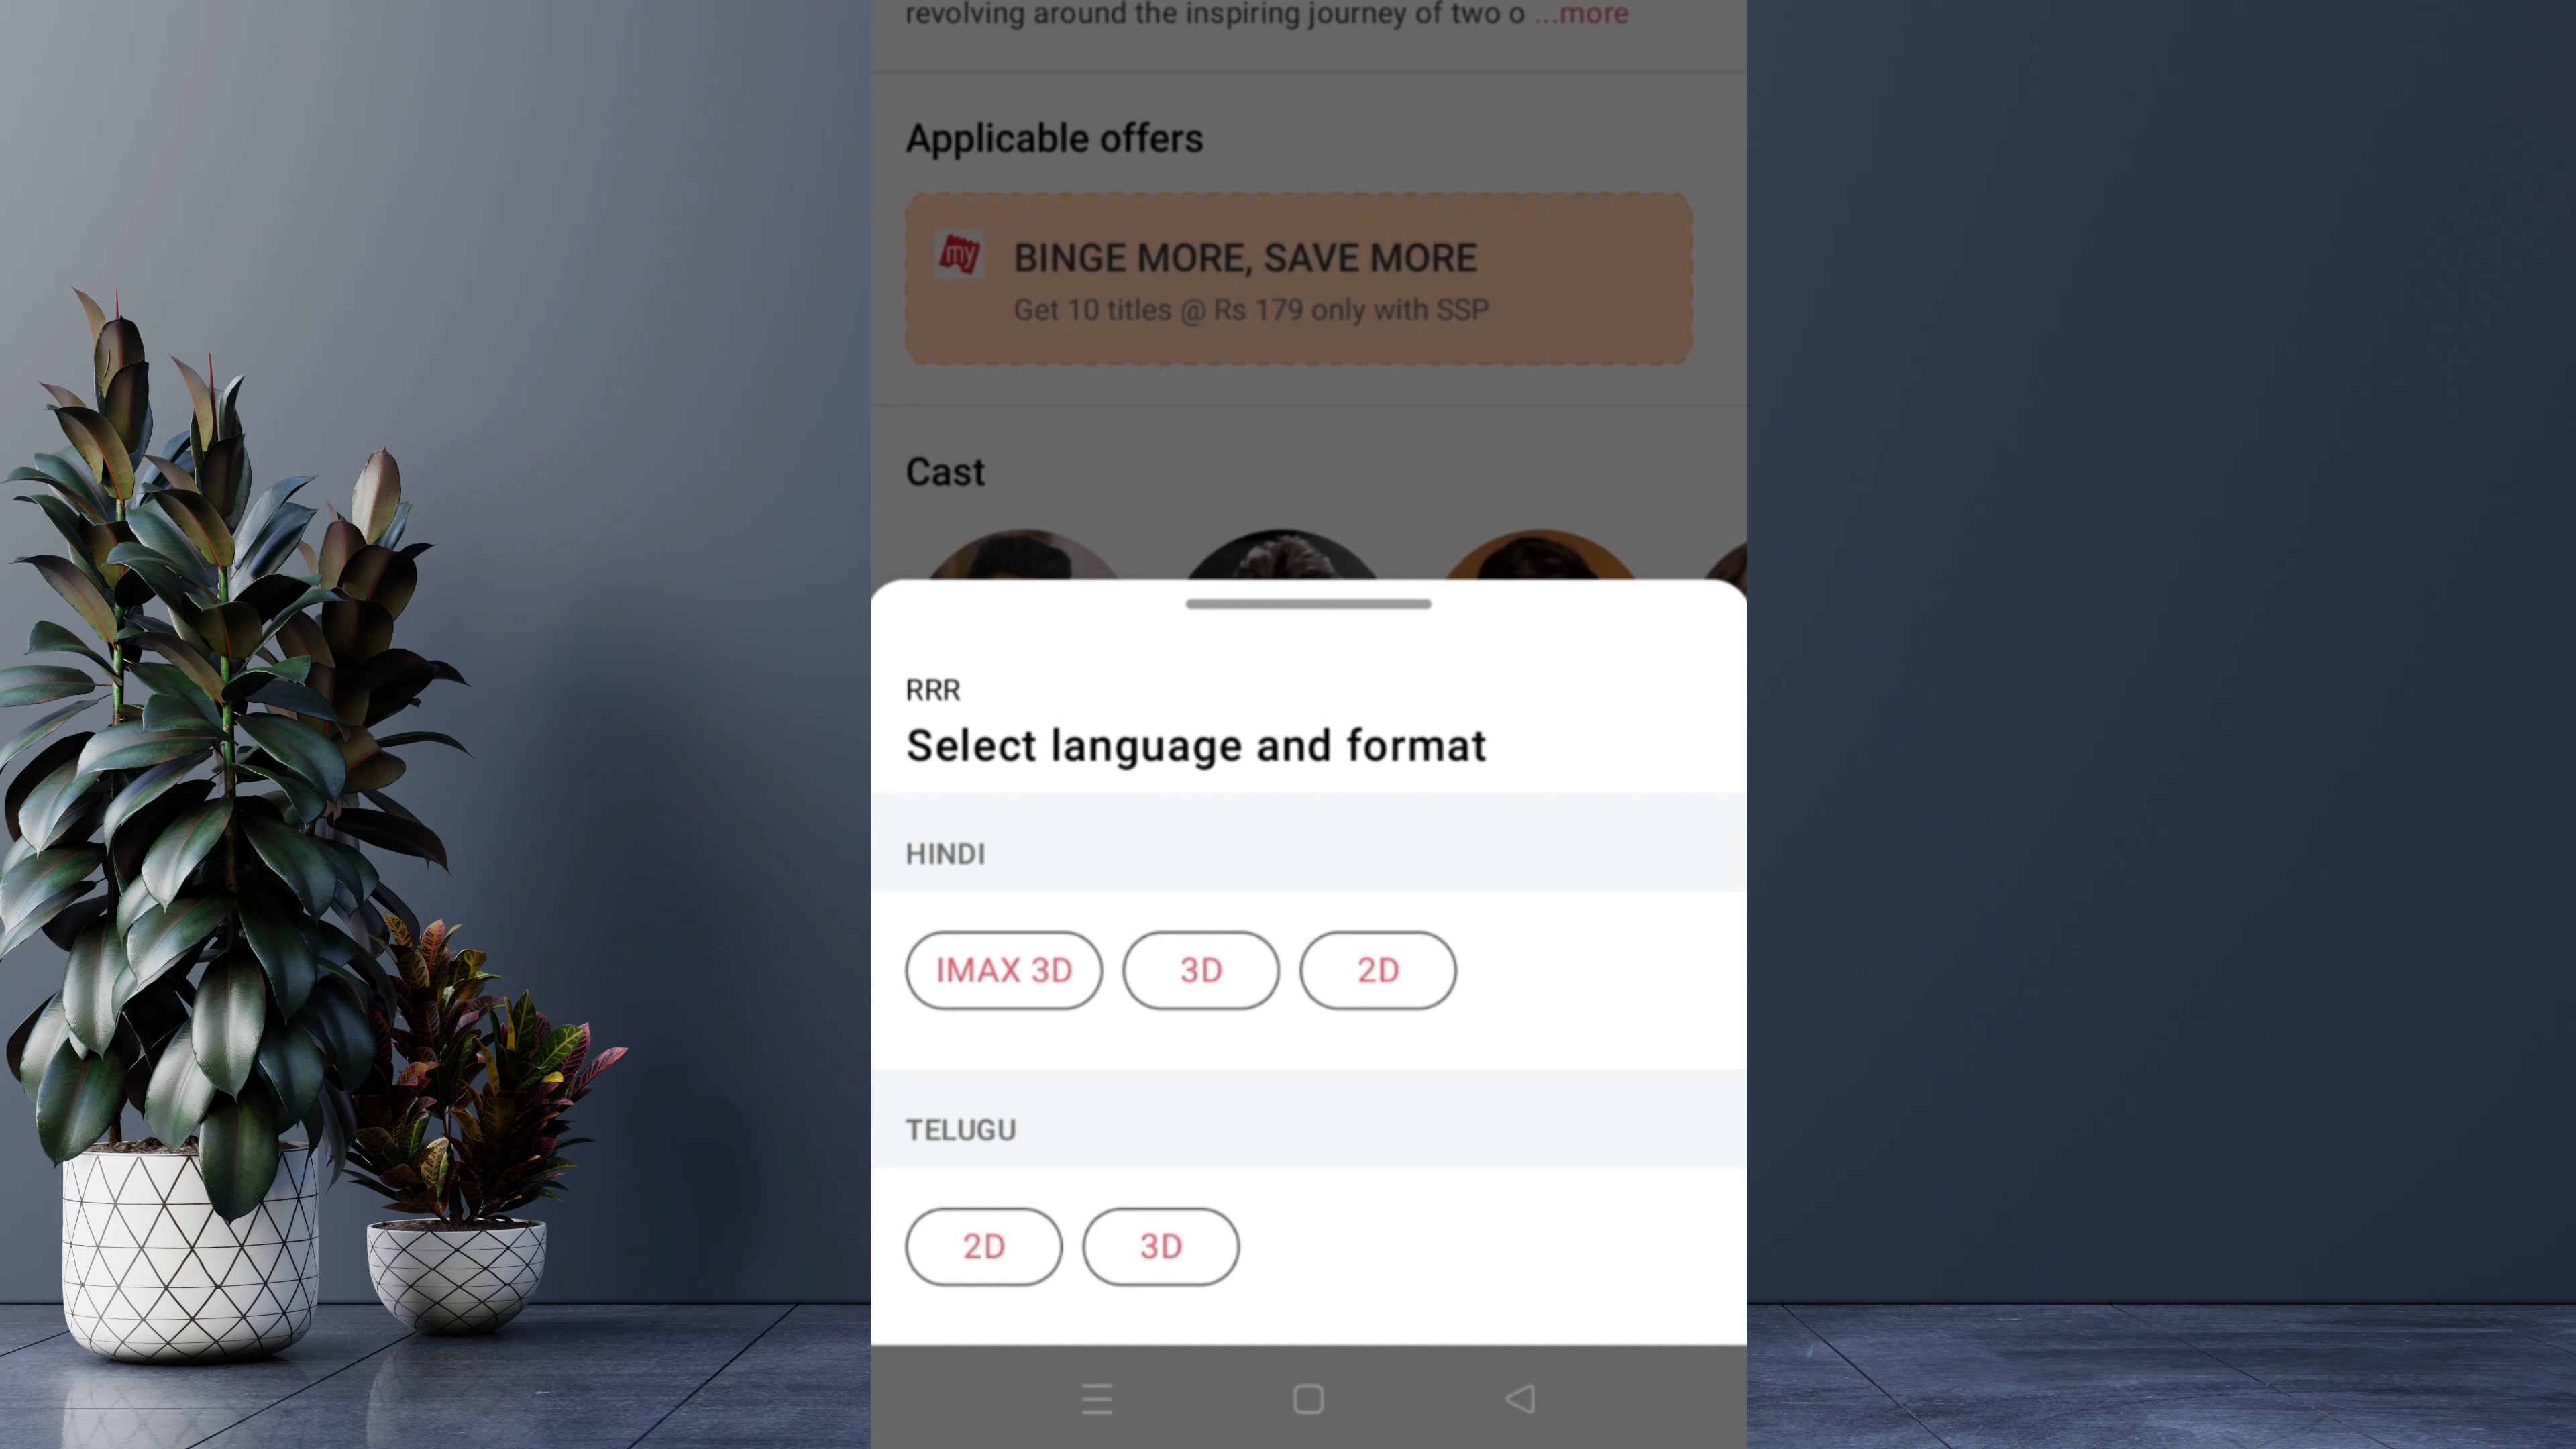 revolving around the inspiring journey of two o ...more
Applicable offers
my
BINGE MORE, SAVE MORE
Get 10 titles @ Rs 179 only with SSP
Cast
RRR
Select language and format
HINDI
IMAX 3D 3D 2D
TELUGU
2D 3D